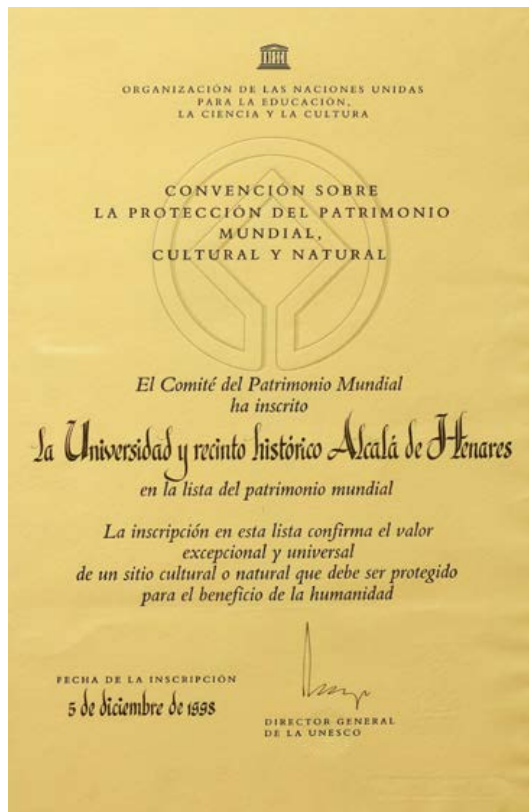 ORGANIZACIÓN DE LAS NACIONES UNIDAS
PARA LA EDUCACIÓN,
LA CIENCIA Y LA CULTURA
CONVENCIÓN SOBRE
LA PROTECCIÓN DEL PATRIMONIO
MUNDIAL,
CULTURAL Y NATURAL
El Comité del Patrimonio Mundial
ha inscrito
la Universidad y recinto histórico Alcalá de Henares
en la lista del patrimonio mundial
La inscripción en esta lista confirma el valor
excepcional y universal
de un sitio cultural o natural que debe ser protegido
para el beneficio de la humanidad
FECHA DE LA INSCRIPCIÓN
5 de diciembre de 1998
DIRECTOR GENERAL
DE LA UNESCO